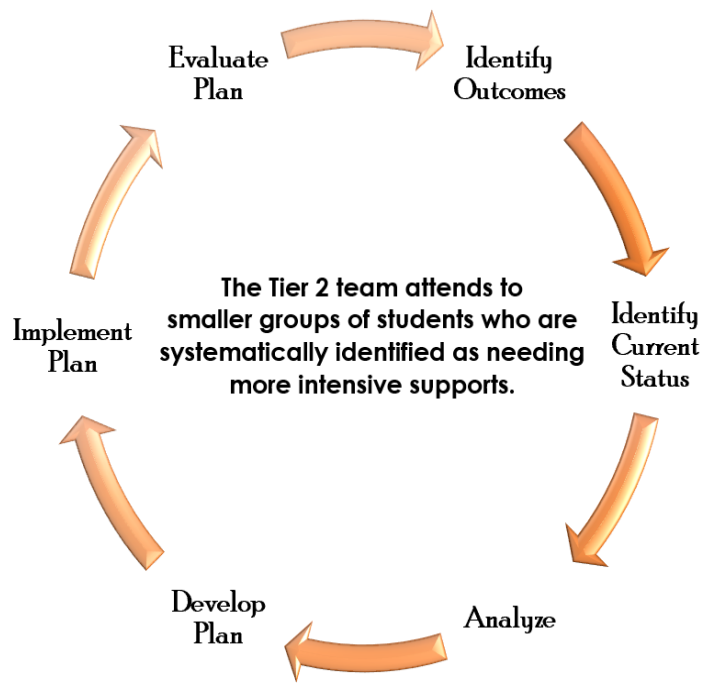 Evaluate
Plan
Identify
Outcomes
Identify
Current
Status
Analyze
Develop
Plan
Implement
Plan
The Tier 2 team attends to
smaller groups of students who are
systematically identified as needing
more intensive supports.